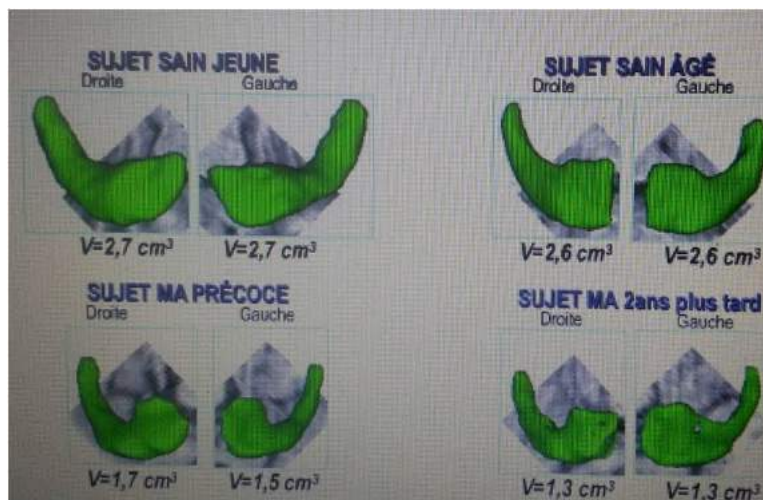 SUJET SAIN JEUNE
Droite Gauche
V=2,7 cm³ V=2,7 cm³
SUJET SAIN ÂGÉ
Droite Gauche
V=2,6 cm³ V=2,6 cm³
SUJET MA PRÉCOCE
Droite Gauche
V=1,7 cm³ V=1,5 cm³
SUJET MA 2ans plus tard
Droite Gauche
V=1,3 cm³ V=1,3 cm³